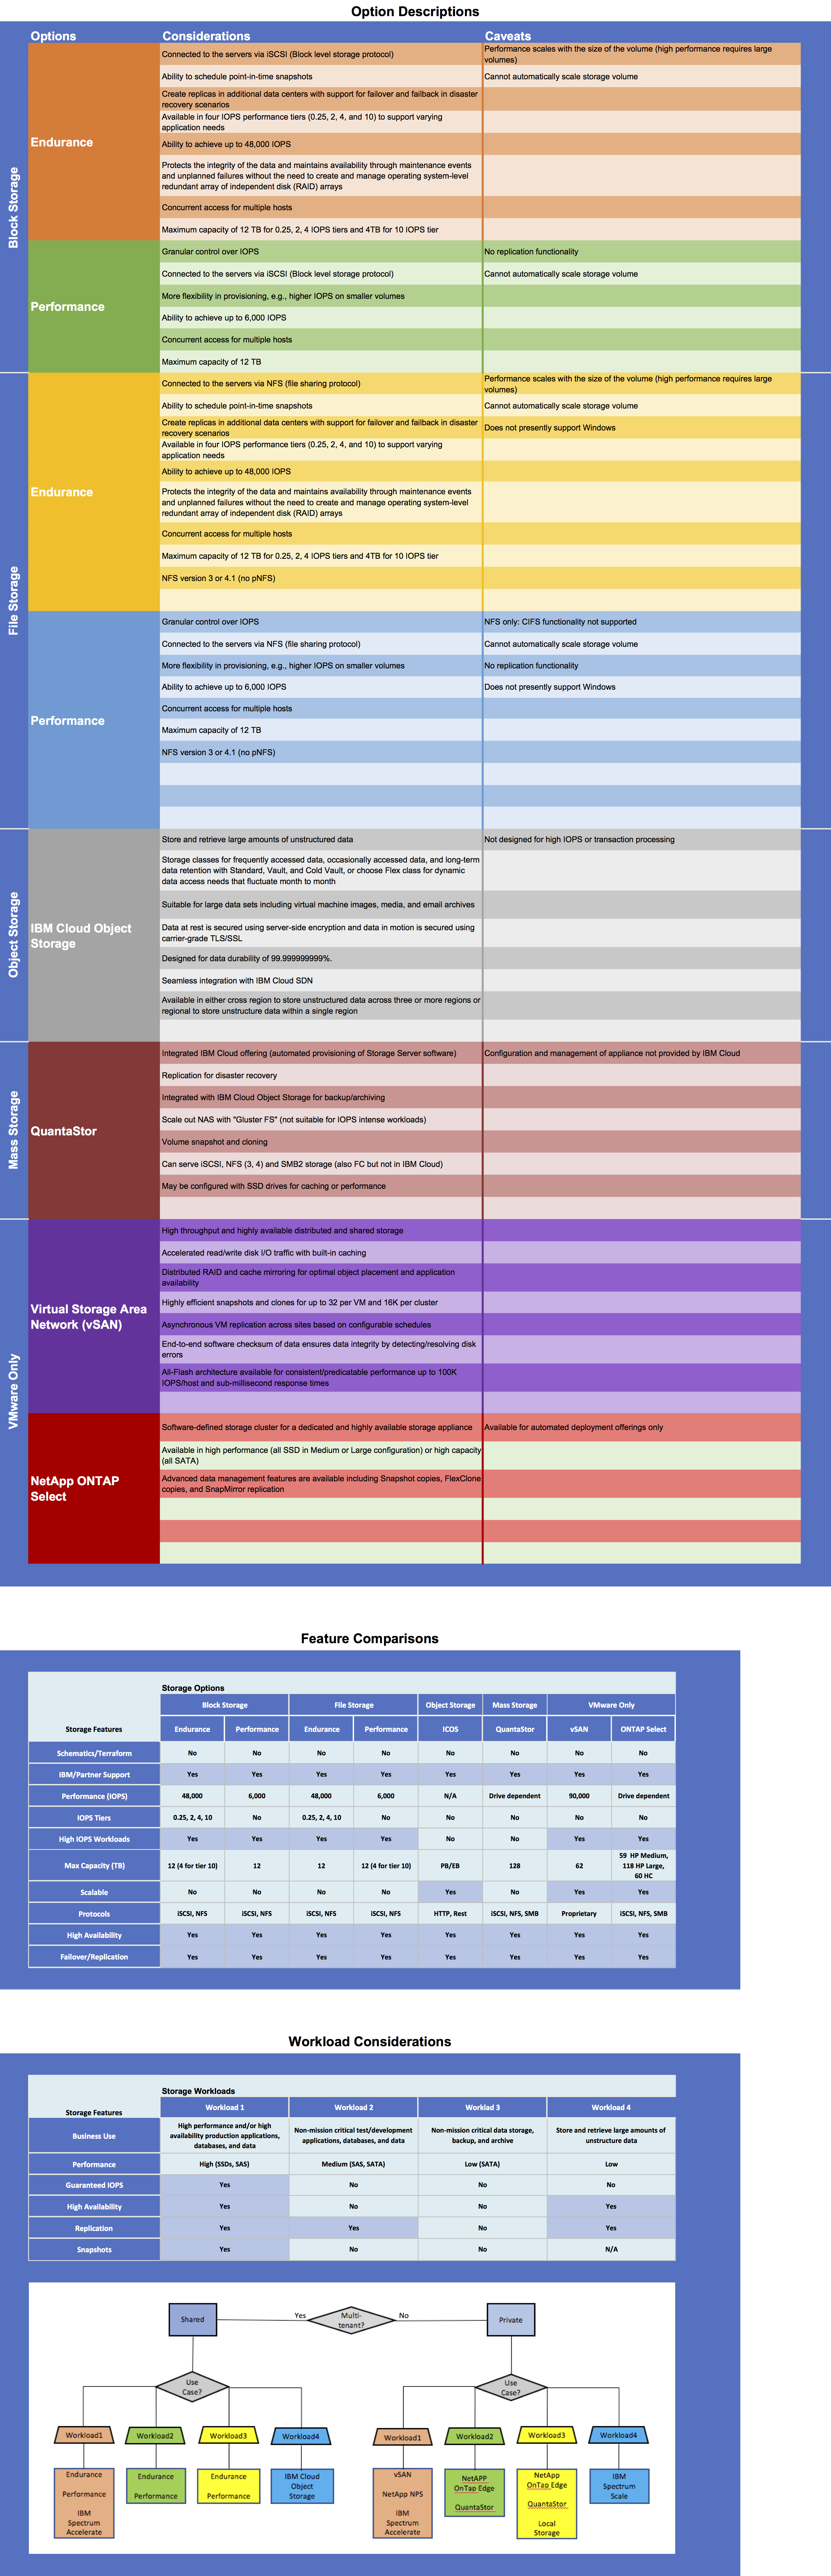 Option Descriptions
Options
Considerations
Caveats
Block Storage
Endurance
Connected to the servers via iSCSI (Block level storage protocol)
Performance scales with the size of the volume (high performance requires large
volumes)
Ability to schedule point-in-time snapshots
Cannot automatically scale storage volume
Create replicas in additional data centers with support for failover and failback in disaster
recovery scenarios
Available in four IOPS performance tiers (0.25, 2, 4, and 10) to support varying
application needs
Ability to achieve up to 48,000 IOPS
Protects the integrity of the data and maintains availability through maintenance events
and unplanned failures without the need to create and manage operating system-level
redundant array of independent disk (RAID) arrays
Concurrent access for multiple hosts
Maximum capacity of 12 TB for 0.25, 2, 4 IOPS tiers and 4TB for 10 IOPS tier
Performance
Granular control over IOPS
No replication functionality
Connected to the servers via iSCSI (Block level storage protocol)
Cannot automatically scale storage volume
More flexibility in provisioning, e.g., higher IOPS on smaller volumes
Ability to achieve up to 6,000 IOPS
Concurrent access for multiple hosts
Maximum capacity of 12 TB
File Storage
Endurance
Connected to the servers via NFS (file sharing protocol)
Performance scales with the size of the volume (high performance requires large
volumes)
Ability to schedule point-in-time snapshots
Cannot automatically scale storage volume
Create replicas in additional data centers with support for failover and failback in disaster
recovery scenarios
Does not presently support Windows
Available in four IOPS performance tiers (0.25, 2, 4, and 10) to support varying
application needs
Ability to achieve up to 48,000 IOPS
Protects the integrity of the data and maintains availability through maintenance events
and unplanned failures without the need to create and manage operating system-level
redundant array of independent disk (RAID) arrays
Concurrent access for multiple hosts
Maximum capacity of 12 TB for 0.25, 2, 4 IOPS tiers and 4TB for 10 IOPS tier
NFS version 3 or 4.1 (no pNFS)
Performance
Granular control over IOPS
NFS only: CIFS functionality not supported
Connected to the servers via NFS (file sharing protocol)
Cannot automatically scale storage volume
More flexibility in provisioning, e.g., higher IOPS on smaller volumes
No replication functionality
Ability to achieve up to 6,000 IOPS
Does not presently support Windows
Concurrent access for multiple hosts
Maximum capacity of 12 TB
NFS version 3 or 4.1 (no pNFS)
Object Storage
IBM Cloud Object
Storage
Store and retrieve large amounts of unstructured data
Not designed for high IOPS or transaction processing
Storage classes for frequently accessed data, occasionally accessed data, and long-term
data retention with Standard, Vault, and Cold Vault, or choose Flex class for dynamic
data access needs that fluctuate month to month
Suitable for large data sets including virtual machine images, media, and email archives
Data at rest is secured using server-side encryption and data in motion is secured using
carrier-grade TLS/SSL
Designed for data durability of 99.999999999%.
Seamless integration with IBM Cloud SDN
Available in either cross region to store unstructured data across three or more regions or
regional to store unstructure data within a single region
Mass Storage
QuantaStor
Integrated IBM Cloud offering (automated provisioning of Storage Server software)
Configuration and management of appliance not provided by IBM Cloud
Replication for disaster recovery
Integrated with IBM Cloud Object Storage for backup/archiving
Scale out NAS with "Gluster FS" (not suitable for IOPS intense workloads)
Volume snapshot and cloning
Can serve iSCSI, NFS (3, 4) and SMB2 storage (also FC but not in IBM Cloud)
May be configured with SSD drives for caching or performance
VMware Only
Virtual Storage Area
Network (vSAN)
High throughput and highly available distributed and shared storage
Accelerated read/write disk I/O traffic with built-in caching
Distributed RAID and cache mirroring for optimal object placement and application
availability
Highly efficient snapshots and clones for up to 32 per VM and 16K per cluster
Asynchronous VM replication across sites based on configurable schedules
End-to-end software checksum of data ensures data integrity by detecting/resolving disk
errors
All-Flash architecture available for consistent/predicatable performance up to 100K
IOPS/host and sub-millisecond response times
NetApp ONTAP
Select
Software-defined storage cluster for a dedicated and highly available storage appliance
Available for automated deployment offerings only
Available in high performance (all SSD in Medium or Large configuration) or high capacity
(all SATA)
Advanced data management features are available including Snapshot copies, FlexClone
copies, and SnapMirror replication
Feature Comparisons
Storage Options
Block Storage File Storage Object Storage Mass Storage VMware Only
Storage Features Endurance Performance Endurance Performance ICOS QuantaStor vSAN ONTAP Select
Schematics/Terraform No No No No No No No No
IBM/Partner Support Yes Yes Yes Yes Yes Yes Yes Yes
Performance (IOPS) 48,000 6,000 48,000 6,000 N/A Drive dependent 90,000 Drive dependent
IOPS Tiers 0.25, 2, 4, 10 No 0.25, 2, 4, 10 No No No No No
High IOPS Workloads Yes Yes Yes Yes No No Yes Yes
Max Capacity (TB) 12 (4 for tier 10) 12 12 12 (4 for tier 10) PB/EB 128 62
59 HP Medium,
118 HP Large,
60 HC
Scalable No No No No Yes No Yes Yes
Protocols iSCSI, NFS iSCSI, NFS iSCSI, NFS iSCSI, NFS HTTP, Rest iSCSI, NFS, SMB Proprietary iSCSI, NFS, SMB
High Availability Yes Yes Yes Yes Yes Yes Yes Yes
Failover/Replication Yes Yes Yes Yes Yes Yes Yes Yes
Workload Considerations
Storage Workloads
Storage Features Workload 1 Workload 2 Worklad 3 Workload 4
Business Use
High performance and/or high
availability production applications,
databases, and data
Non-mission critical test/development
applications, databases, and data
Non-mission critical data storage,
backup, and archive
Store and retrieve large amounts of
unstructure data
Performance High (SSDs, SAS) Medium (SAS, SATA) Low (SATA) Low
Guaranteed IOPS Yes No No No
High Availability Yes No No Yes
Replication Yes Yes No Yes
Snapshots Yes No No N/A
Shared
Yes
Multi-
tenant?
No
Private
Use
Case?
Use
Case?
Workload1
Workload2
Workload3
Workload4
Workload1
Workload2
Workload3
Workload4
Endurance
Performance
IBM
Spectrum
Accelerate
Endurance
Performance
Endurance
Performance
IBM Cloud
Object
Storage
vSAN
NetApp NPS
IBM
Spectrum
Accelerate
NetAPP
OnTap Edge
QuantaStor
NetApp
OnTap Edge
QuantaStor
Local
Storage
IBM
Spectrum
Scale